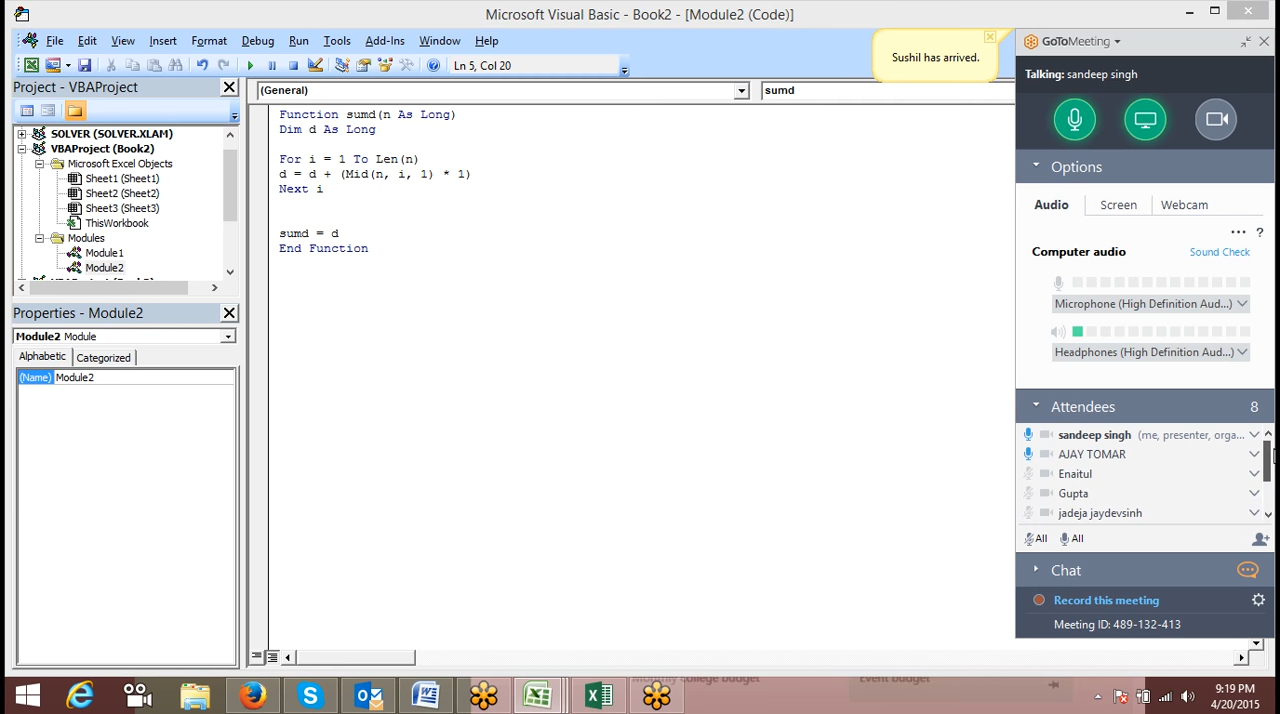 Microsoft Visual Basic - Book2 - [Module2 (Code)]
File Edit View Insert Format Debug Run Tools Add-Ins Window Help
Ln 5, Col 20
Project - VBAProject
SOLVER (SOLVER.XLAM)
VBAProject (Book2)
Microsoft Excel Objects
Sheet1 (Sheet1)
Sheet2 (Sheet2)
Sheet3 (Sheet3)
ThisWorkbook
Modules
Module1
Module2
Properties - Module2
Module2 Module
Alphabetic Categorized
(Name) Module2
(General) sumd
Function sumd(n As Long)
Dim d As Long
For i = 1 To Len(n)
d = d + (Mid(n, i, 1) * 1)
Next i
sumd = d
End Function
Sushil has arrived.
GoToMeeting
Talking: sandeep singh
Options
Audio Screen Webcam
... ?
Computer audio Sound Check
Microphone (High Definition Aud...)
Headphones (High Definition Aud...)
Attendees 8
sandeep singh (me, presenter, orga...
AJAY TOMAR
Enaitul
Gupta
jadeja jaydevsinh
All All
Chat
Record this meeting
Meeting ID: 489-132-413
Monthly college budget Event budget
9:19 PM
4/20/2015